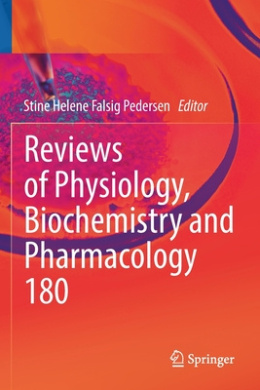 Stine Helene Falsig Pedersen Editor
Reviews
of Physiology,
Biochemistry and
Pharmacology
180
Springer